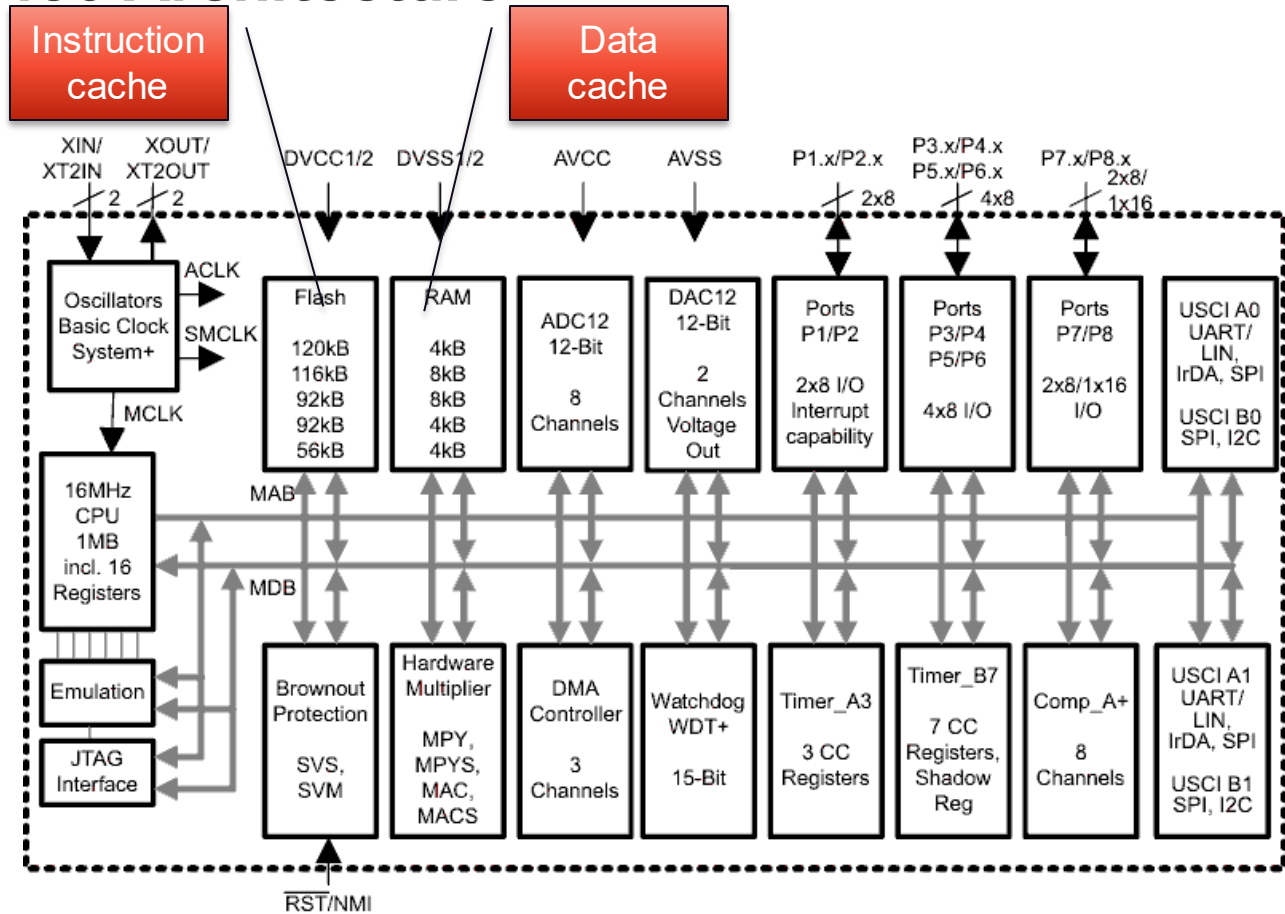 Instruction
cache
Data
cache
XIN/
XT2IN
2
XOUT/
XT2OUT
2
DVCC1/2
DVSS1/2
AVCC
AVSS
P1.x/P2.x
2x8
P3.x/P4.x
P5.x/P6.x
4x8
P7.x/P8.x
2x8/
1x16
Oscillators
Basic Clock
System+
ACLK
SMCLK
MCLK
Flash
120kB
116kB
92kB
92kB
56kB
RAM
4kB
8kB
8kB
4kB
4kB
ADC12
12-Bit
8
Channels
DAC12
12-Bit
2
Channels
Voltage
Out
Ports
P1/P2
2x8 I/O
Interrupt
capability
Ports
P3/P4
P5/P6
4x8 I/O
Ports
P7/P8
2x8/1x16
I/O
USCI A0
UART/
LIN,
IrDA, SPI
USCI B0
SPI, I2C
16MHz
CPU
1MB
incl. 16
Registers
MAB
MDB
Emulation
JTAG
Interface
Brownout
Protection
SVS,
SVM
Hardware
Multiplier
MPY,
MPYS,
MAC,
MACS
DMA
Controller
3
Channels
Watchdog
WDT+
15-Bit
Timer_A3
3 CC
Registers
Timer_B7
7 CC
Registers,
Shadow
Reg
Comp_A+
8
Channels
USCI A1
UART/
LIN,
IrDA, SPI
USCI B1
SPI, I2C
RST/NMI